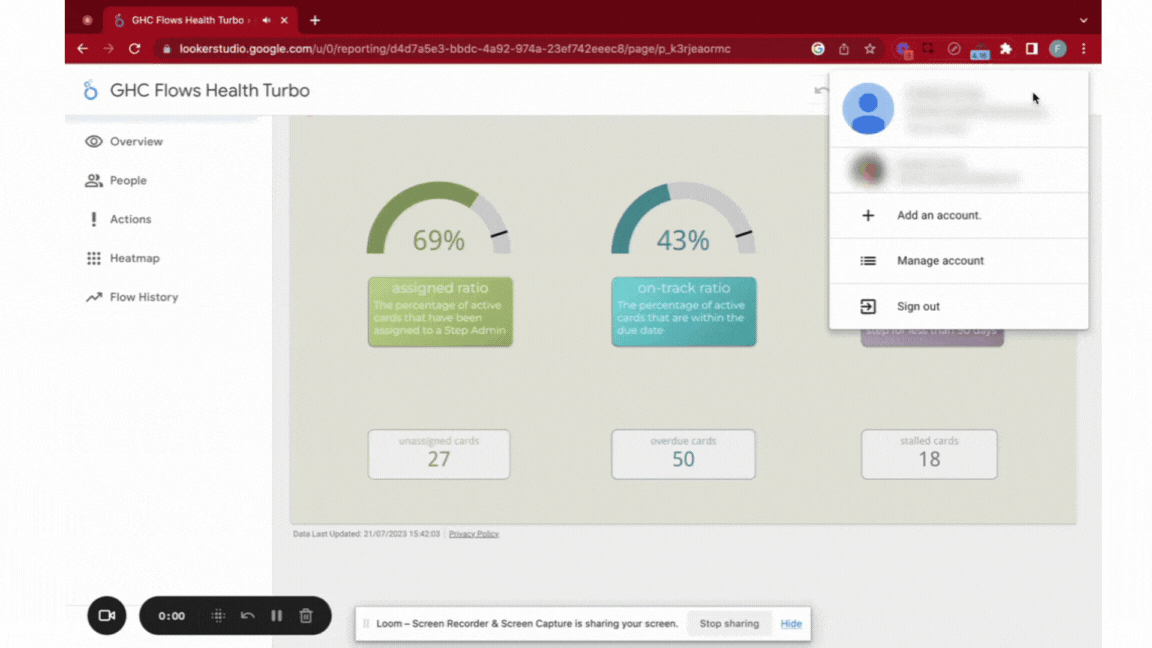 GHC Flows Health Turbo ›
lookerstudio.google.com/u/0/reporting/d4d7a5e3-bbdc-4a92-974a-23ef742eeec8/page/p_k3rjeaormc
F
GHC Flows Health Turbo
Overview
People
Actions
Heatmap
Flow History
Add an account.
Manage account
Sign out
69%
43%
assigned ratio
The percentage of active
cards that have been
assigned to a Step Admin
on-track ratio
The percentage of active
cards that are within the
due date
step for less than 90 days
unassigned cards
27
overdue cards
50
stalled cards
18
Data Last Updated: 21/07/2023 15:42:03 | Privacy Policy
0:00
Loom – Screen Recorder & Screen Capture is sharing your screen.
Stop sharing
Hide